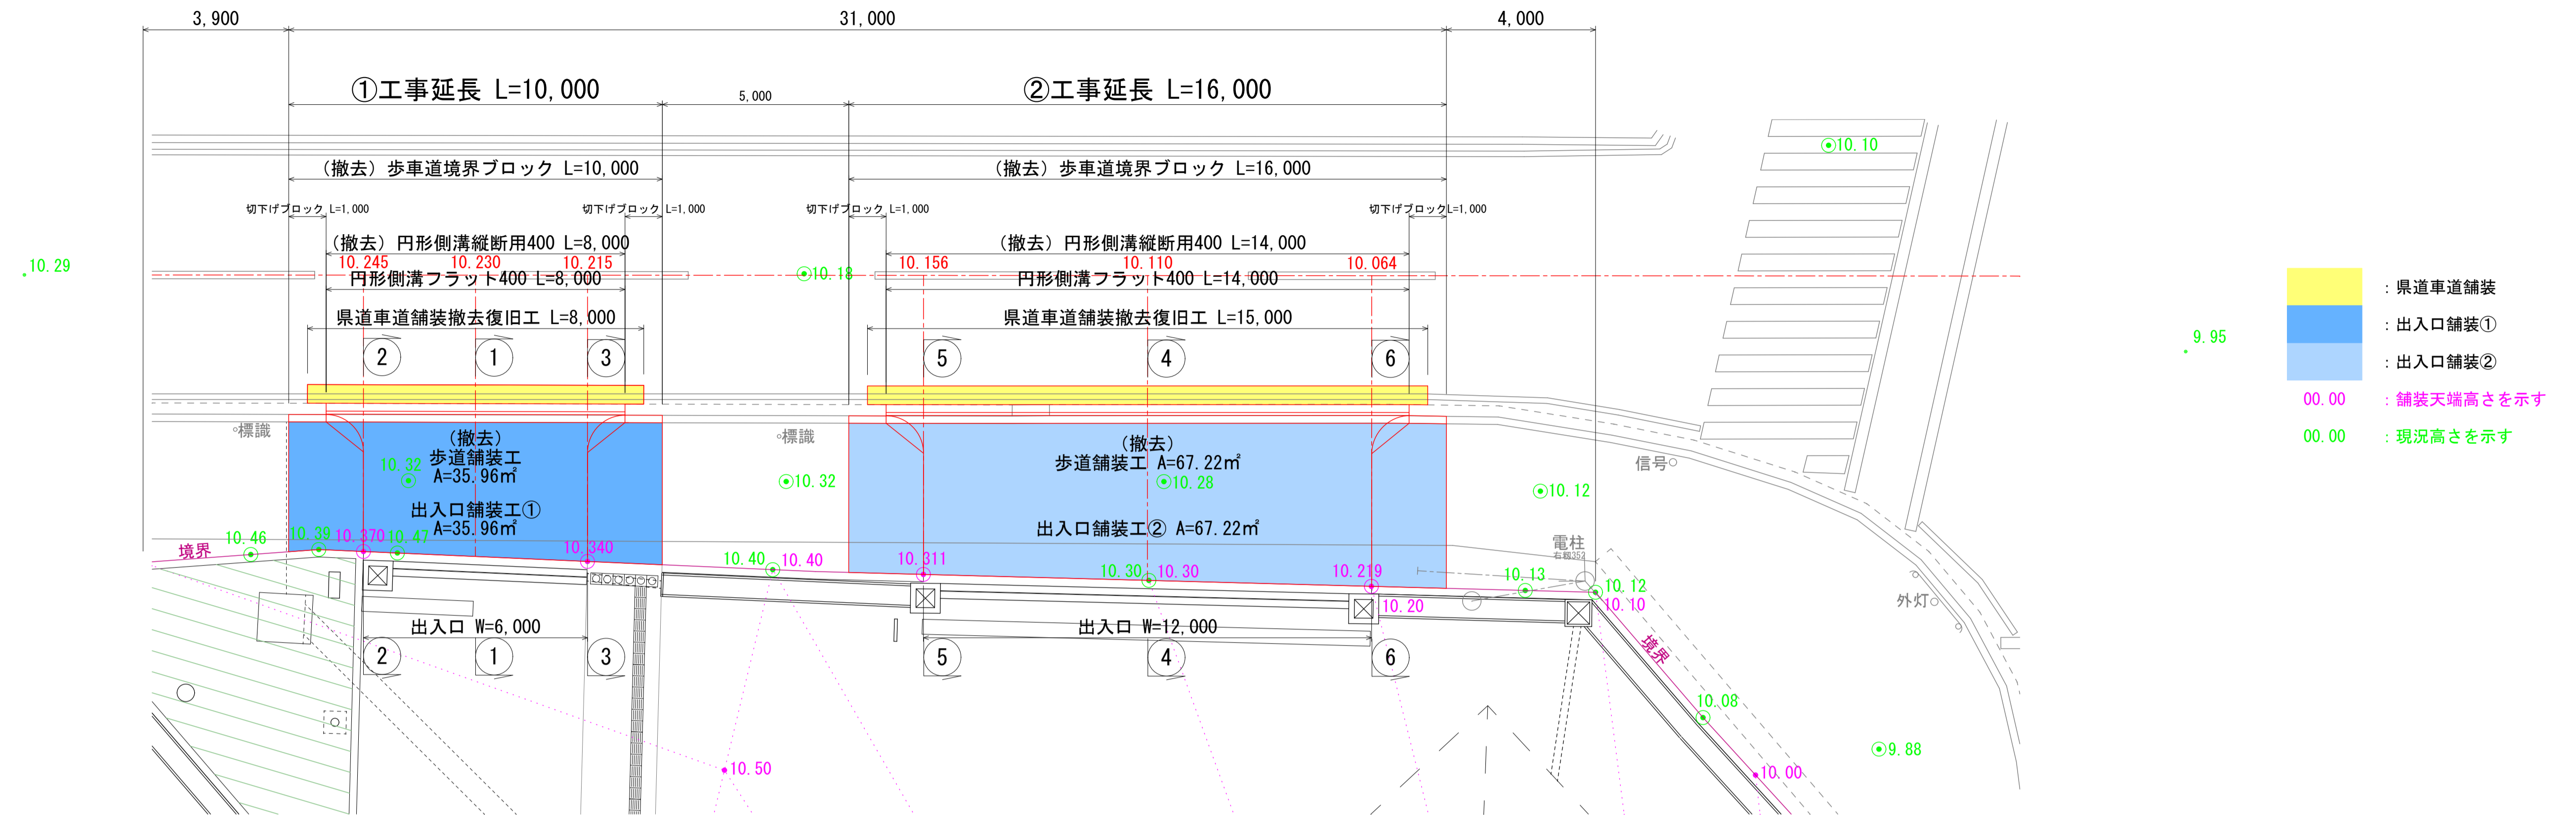 3,900
31,000
4,000
①工事延長 L=10,000
5,000
②工事延長 L=16,000
10.10
(撤去)歩車道境界ブロック L=10,000
(撤去)歩車道境界ブロック L=16,000
切下げブロック L=1,000
切下げブロック L=1,000
切下げブロック L=1,000
切下げブロックL=1,000
(撤去)円形側溝縦断用400 L=8,000
(撤去)円形側溝縦断用400 L=14,000
10.29
10.245
10.230
10.215
10.18
10.156
10.110
10.064
円形側溝フラット400 L=8,000
円形側溝フラット400 L=14,000
:県道車道舗装
県道車道舗装撤去復旧工 L=8,000
県道車道舗装撤去復旧工 L=15,000
:出入口舗装①
9.95
2
1
3
5
4
6
:出入口舗装②
00.00 :舗装天端高さを示す
00.00 :現況高さを示す
標識
標識
(撤去)
歩道舗装工
A=35.96㎡
10.32
(撤去)
歩道舗装工 A=67.22㎡
信号
10.32
10.28
10.12
出入口舗装工①
A=35.96㎡
出入口舗装工② A=67.22㎡
境界
10.46
10.39
10.370
10.47
10.340
10.40
10.40
10.311
10.30
10.30
10.219
電柱
右籾352
10.13
10.12
10.20
10.10
外灯
出入口 W=6,000
出入口 W=12,000
2
1
3
5
4
6
境界
10.08
9.88
10.50
10.00